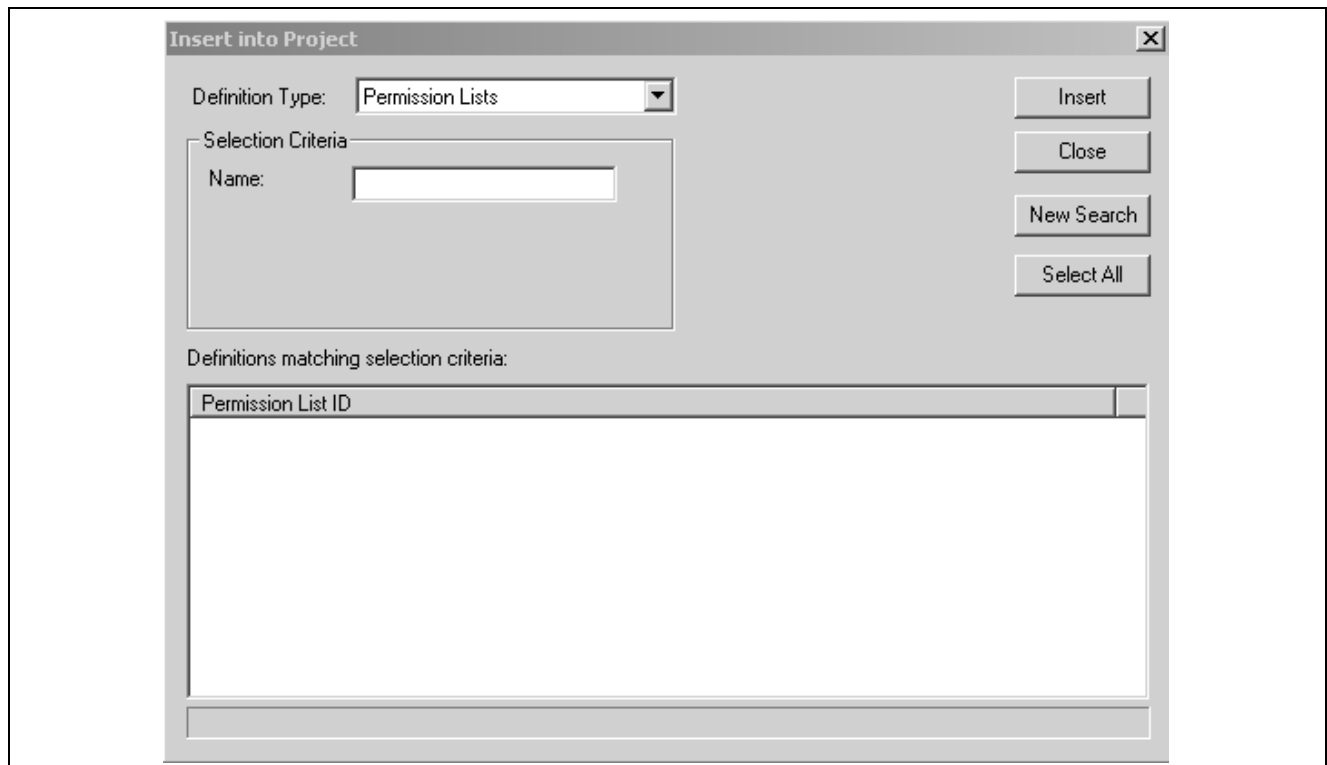 Insert into Project
Definition Type: Permission Lists
Insert
Selection Criteria
Close
Name:
New Search
Select All
Definitions matching selection criteria:
Permission List ID